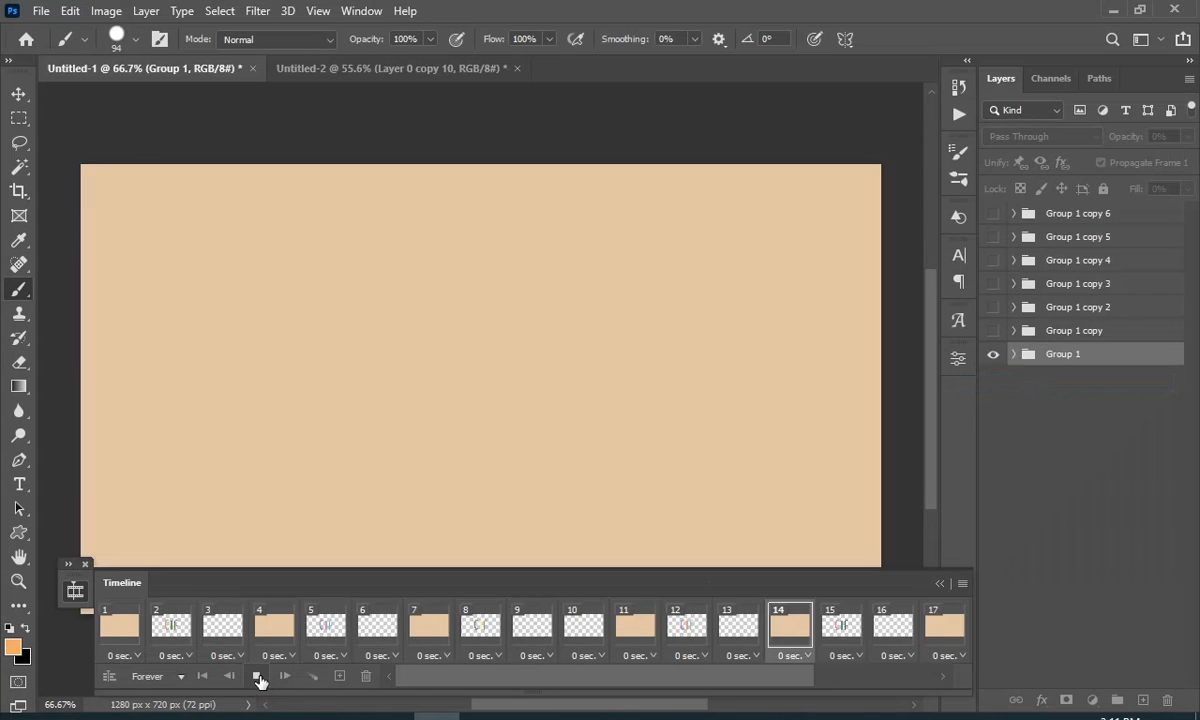 Ps File Edit Image Layer Type Select Filter 3D View Window Help
94 Mode: Normal Opacity: 100% Flow: 100% Smoothing: 0% 0°
Untitled-1 @ 66.7% (Group 1, RGB/8#) * × Untitled-2 @ 55.6% (Layer 0 copy 10, RGB/8#) * ×
Layers Channels Paths
Kind
Pass Through Opacity: 0%
Unify: Propagate Frame 1
Lock: Fill: 0%
Group 1 copy 6
Group 1 copy 5
Group 1 copy 4
Group 1 copy 3
Group 1 copy 2
Group 1 copy
Group 1
Timeline
1 2 3 4 5 6 7 8 9 10 11 12 13 14 15 16 17
GIF GIF GIF GIF GIF
0 sec. 0 sec. 0 sec. 0 sec. 0 sec. 0 sec. 0 sec. 0 sec. 0 sec. 0 sec. 0 sec. 0 sec. 0 sec. 0 sec. 0 sec. 0 sec. 0 sec.
Forever
66.67% 1280 px x 720 px (72 ppi)